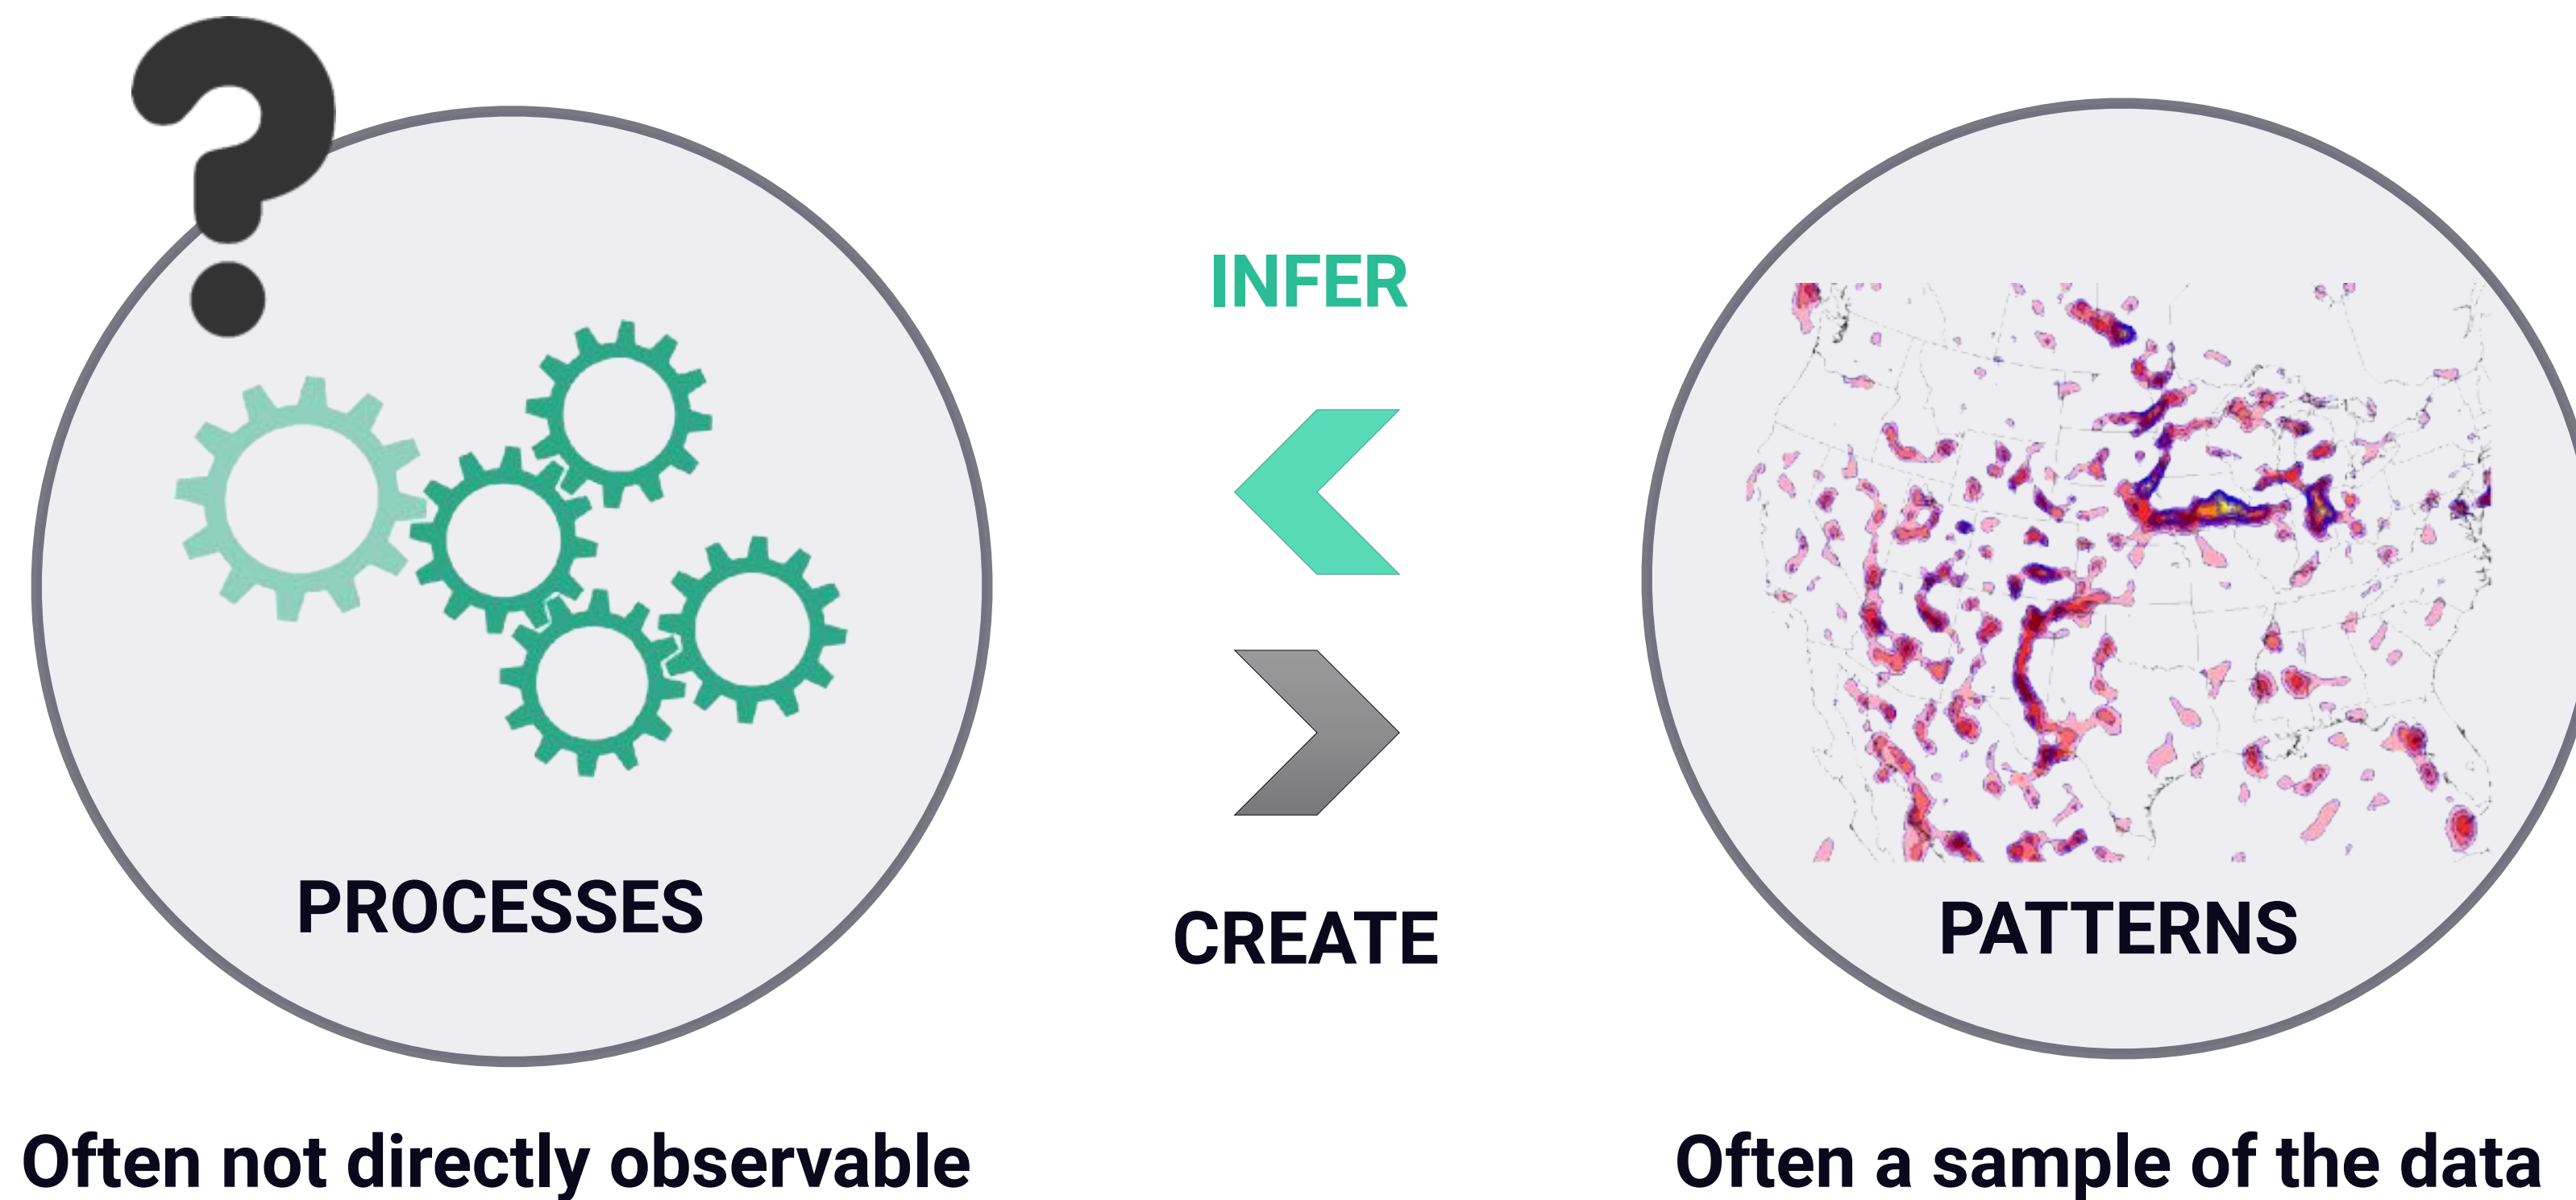 ?
INFER
PROCESSES
CREATE
PATTERNS
Often not directly observable
Often a sample of the data